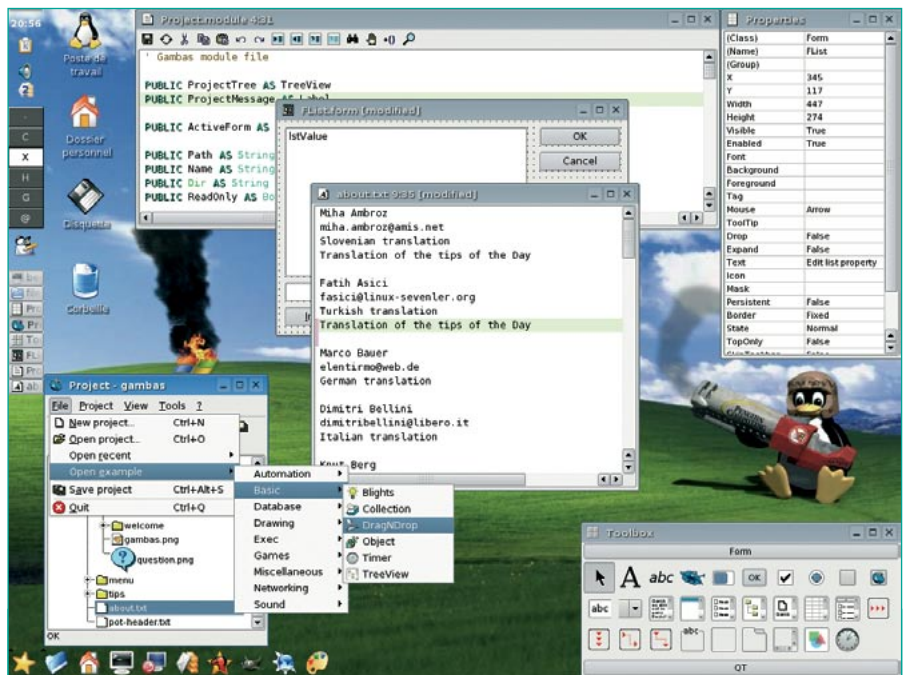 20:56
Poste de
travail
Dossier
personnel
Disquette
Corbeille
C
X
H
G
@
Project.module 4:31
' Gambas module file
PUBLIC ProjectTree AS TreeView
PUBLIC ProjectMessage AS Label
PUBLIC ActiveForm AS
PUBLIC Path AS String
PUBLIC Name AS String
PUBLIC Dir AS String
PUBLIC ReadOnly AS Bo
FList.form [modified]
lstValue
OK
Cancel
about.txt 9:35 [modified]
Miha Ambroz
miha.ambroz@amis.net
Slovenian translation
Translation of the tips of the Day
Fatih Asici
fasici@linux-sevenler.org
Turkish translation
Translation of the tips of the Day
Marco Bauer
elentirmo@web.de
German translation
Dimitri Bellini
dimitribellini@libero.it
Italian translation
Knut Berg
Properties
(Class) Form
(Name) FList
(Group)
X 345
Y 117
Width 447
Height 274
Visible True
Enabled True
Font
Background
Foreground
Tag
Mouse Arrow
ToolTip
Drop False
Expand False
Text Edit list property
Icon
Mask
Persistent False
Border Fixed
State Normal
TopOnly False
Project - gambas
File Project View Tools ?
New project... Ctrl+N
Open project... Ctrl+O
Open recent
Open example
Save project Ctrl+Alt+S
Quit Ctrl+Q
welcome
gambas.png
question.png
menu
tips
about.txt
pot-header.txt
OK
Automation
Basic
Database
Drawing
Exec
Games
Miscellaneous
Networking
Sound
Blights
Collection
DragNDrop
Object
Timer
TreeView
Toolbox
Form
A abc OK
abc
abc
QT